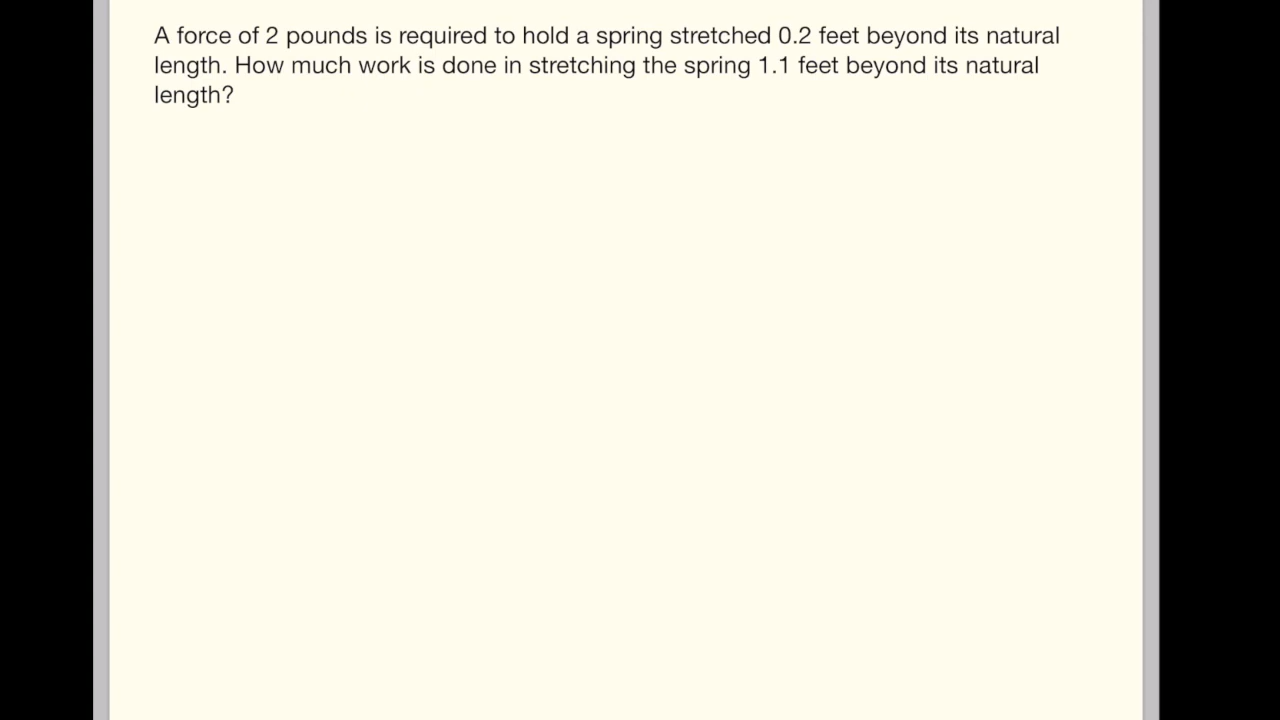 A force of 2 pounds is required to hold a spring stretched 0.2 feet beyond its natural
length. How much work is done in stretching the spring 1.1 feet beyond its natural
length?